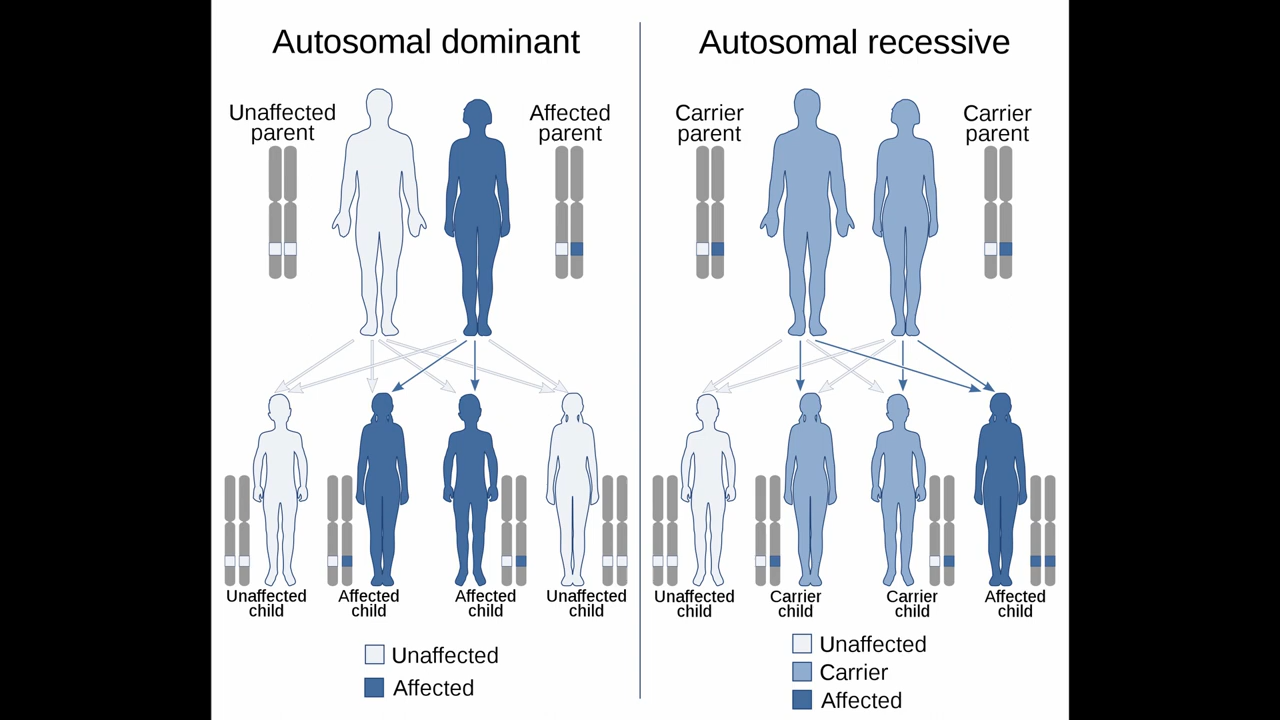 Autosomal dominant
Unaffected
parent
Affected
parent
Unaffected
child
Affected
child
Affected
child
Unaffected
child
Unaffected
Affected
Autosomal recessive
Carrier
parent
Carrier
parent
Unaffected
child
Carrier
child
Carrier
child
Affected
child
Unaffected
Carrier
Affected